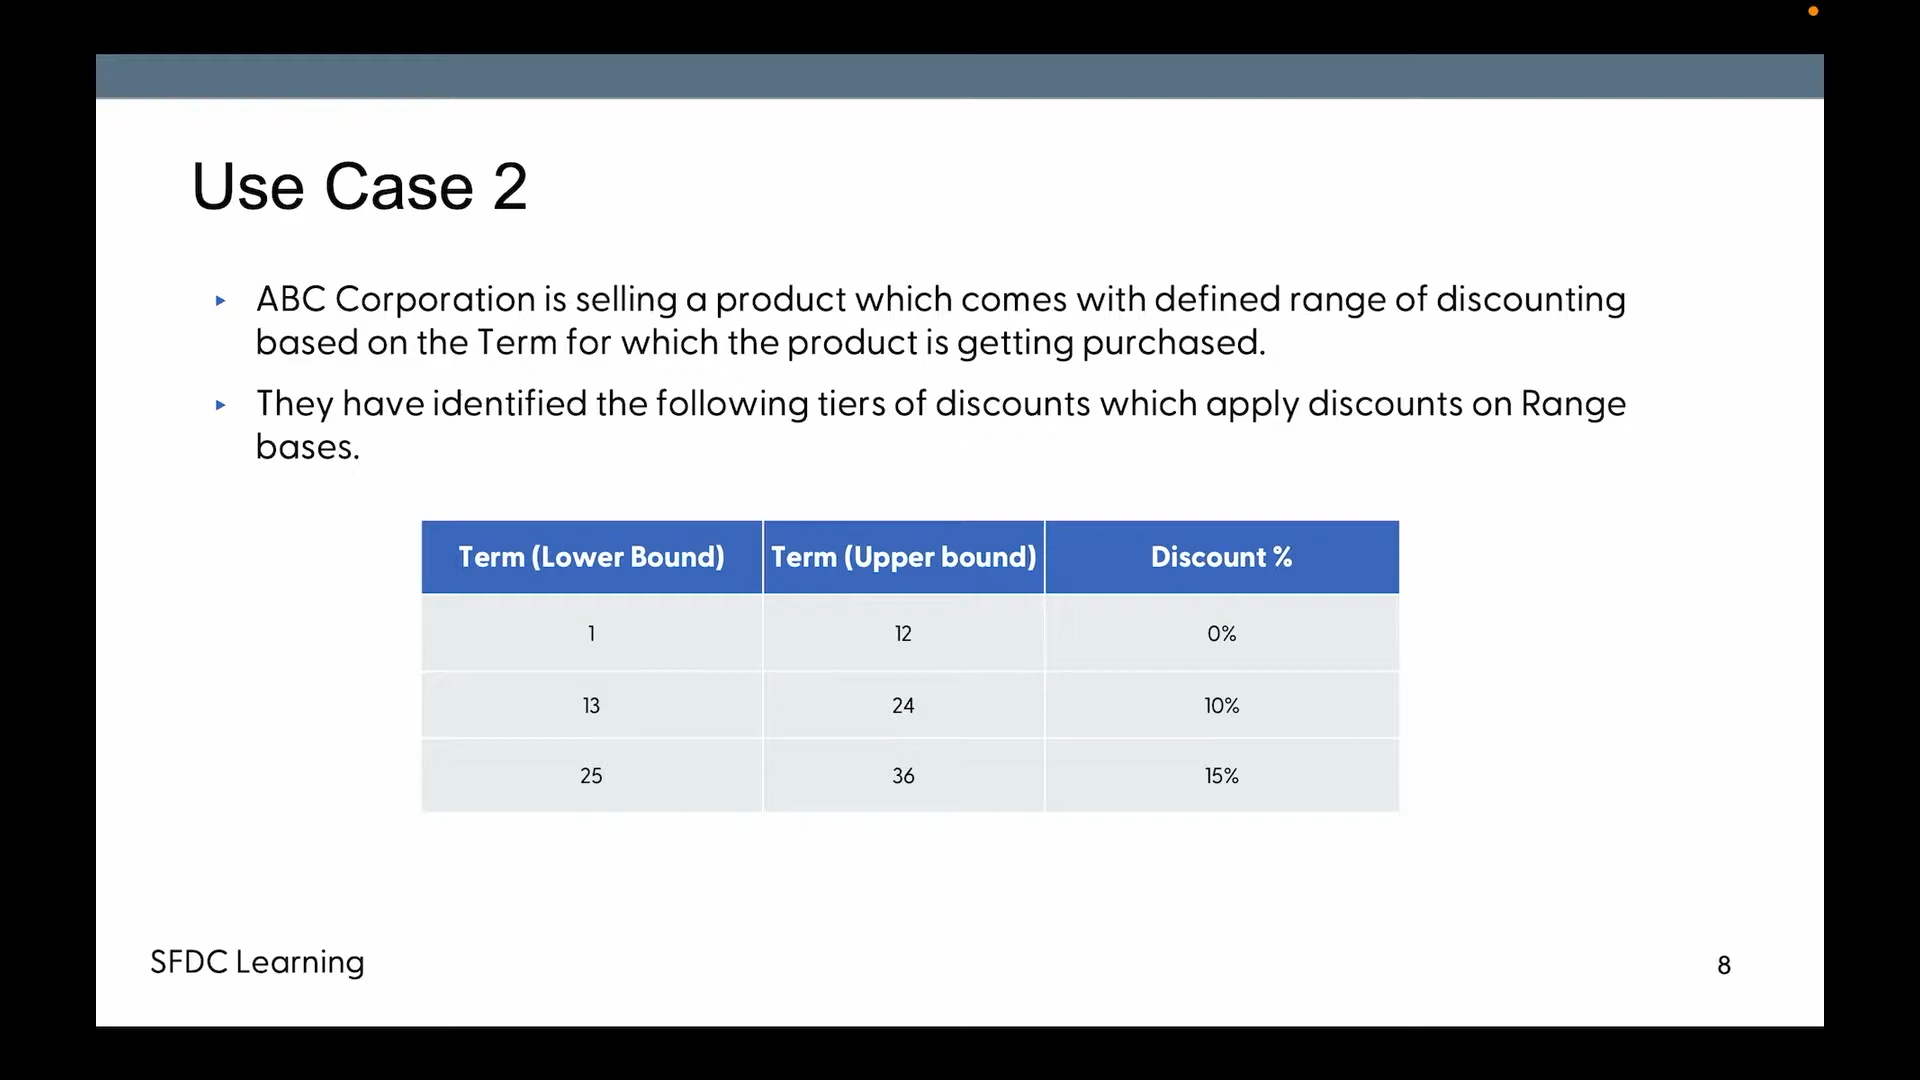 Use Case 2
ABC Corporation is selling a product which comes with defined range of discounting
based on the Term for which the product is getting purchased.
They have identified the following tiers of discounts which apply discounts on Range
bases.
Term (Lower Bound) Term (Upper bound) Discount %
1 12 0%
13 24 10%
25 36 15%
SFDC Learning
8